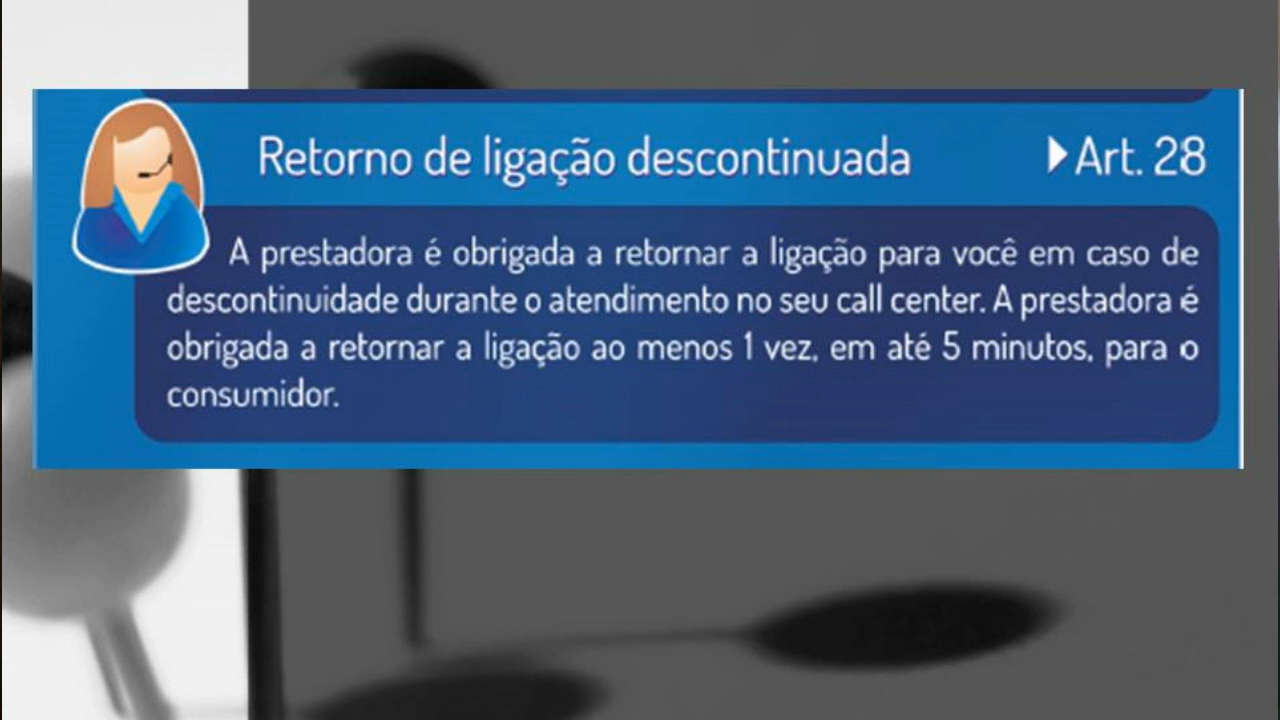 Retorno de ligação descontinuada ▶Art. 28
A prestadora é obrigada a retornar a ligação para você em caso de
descontinuidade durante o atendimento no seu call center. A prestadora é
obrigada a retornar a ligação ao menos 1 vez, em até 5 minutos, para o
consumidor.